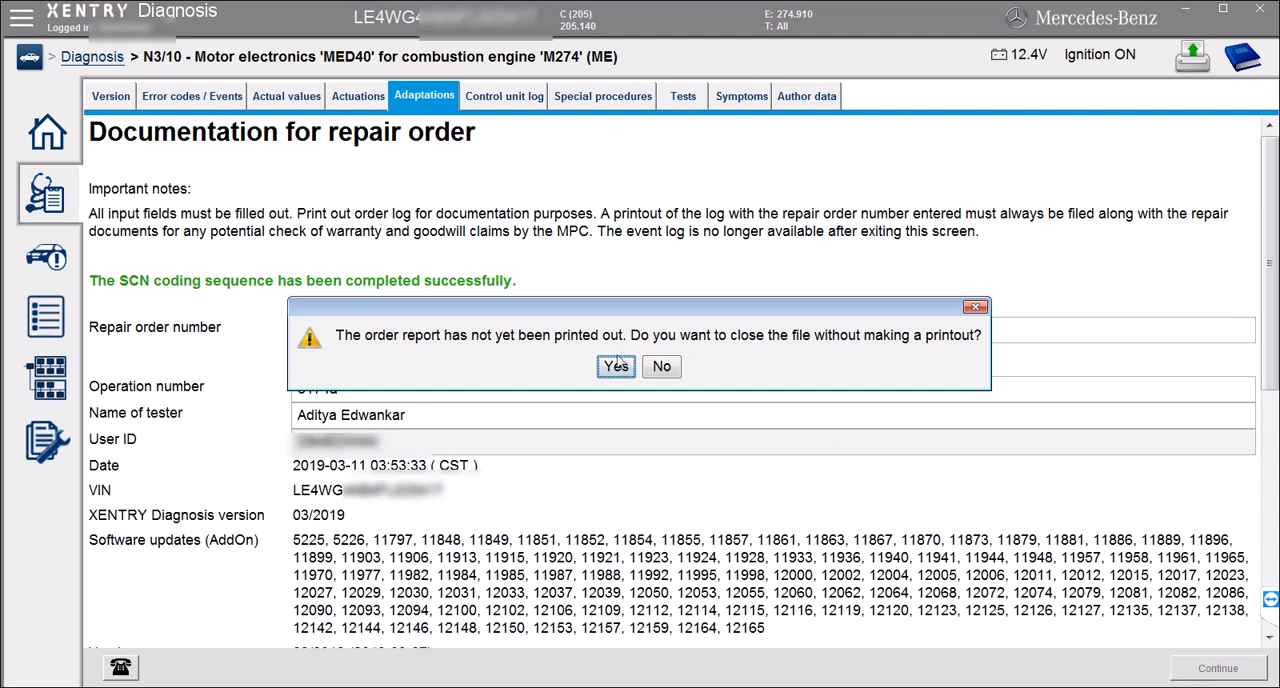 XENTRY Diagnosis
Logged in
LE4WG
C (205)
205.140
E: 274.910
T: All
Mercedes-Benz
> Diagnosis > N3/10 - Motor electronics 'MED40' for combustion engine 'M274' (ME)
12.4V Ignition ON
Version Error codes / Events Actual values Actuations Adaptations Control unit log Special procedures Tests Symptoms Author data
Documentation for repair order
Important notes:
All input fields must be filled out. Print out order log for documentation purposes. A printout of the log with the repair order number entered must always be filed along with the repair
documents for any potential check of warranty and goodwill claims by the MPC. The event log is no longer available after exiting this screen.
The SCN coding sequence has been completed successfully.
Repair order number
The order report has not yet been printed out. Do you want to close the file without making a printout?
Yes No
Operation number
Name of tester Aditya Edwankar
User ID
Date 2019-03-11 03:53:33 ( CST )
VIN LE4WG
XENTRY Diagnosis version 03/2019
Software updates (AddOn) 5225, 5226, 11797, 11848, 11849, 11851, 11852, 11854, 11855, 11857, 11861, 11863, 11867, 11870, 11873, 11879, 11881, 11886, 11889, 11896,
11899, 11903, 11906, 11913, 11915, 11920, 11921, 11923, 11924, 11928, 11933, 11936, 11940, 11941, 11944, 11948, 11957, 11958, 11961, 11965,
11970, 11977, 11982, 11984, 11985, 11987, 11988, 11992, 11995, 11998, 12000, 12002, 12004, 12005, 12006, 12011, 12012, 12015, 12017, 12023,
12027, 12029, 12030, 12031, 12033, 12037, 12039, 12050, 12053, 12055, 12060, 12062, 12064, 12068, 12072, 12074, 12079, 12081, 12082, 12086,
12090, 12093, 12094, 12100, 12102, 12106, 12109, 12112, 12114, 12115, 12116, 12119, 12120, 12123, 12125, 12126, 12127, 12135, 12137, 12138,
12142, 12144, 12146, 12148, 12150, 12153, 12157, 12159, 12164, 12165
Continue